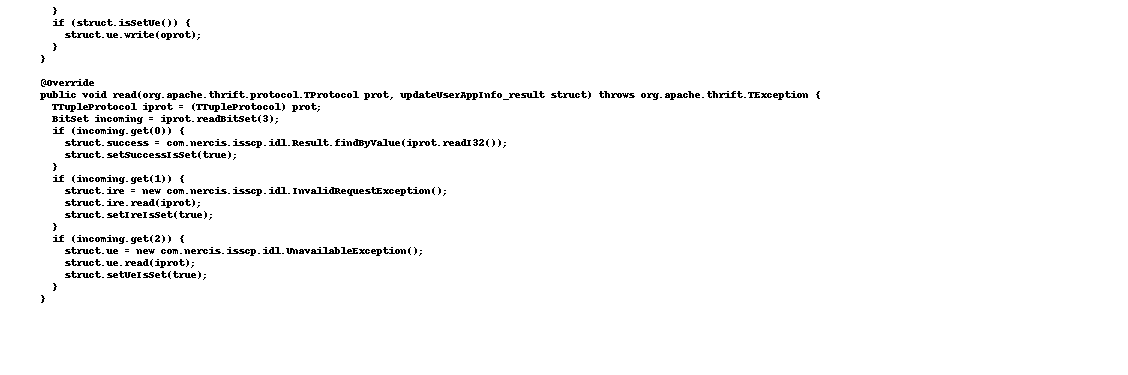 }
if (struct.isSetUe()) {
struct.ue.write(oprot);
}
}
@Override
public void read(org.apache.thrift.protocol.TProtocol prot, updateUserAppInfo_result struct) throws org.apache.thrift.TException {
TTupleProtocol iprot = (TTupleProtocol) prot;
BitSet incoming = iprot.readBitSet(3);
if (incoming.get(0)) {
struct.success = com.nercis.isscp.idl.Result.findByValue(iprot.readI32());
struct.setSuccessIsSet(true);
}
if (incoming.get(1)) {
struct.ire = new com.nercis.isscp.idl.InvalidRequestException();
struct.ire.read(iprot);
struct.setIreIsSet(true);
}
if (incoming.get(2)) {
struct.ue = new com.nercis.isscp.idl.UnavailableException();
struct.ue.read(iprot);
struct.setUeIsSet(true);
}
}